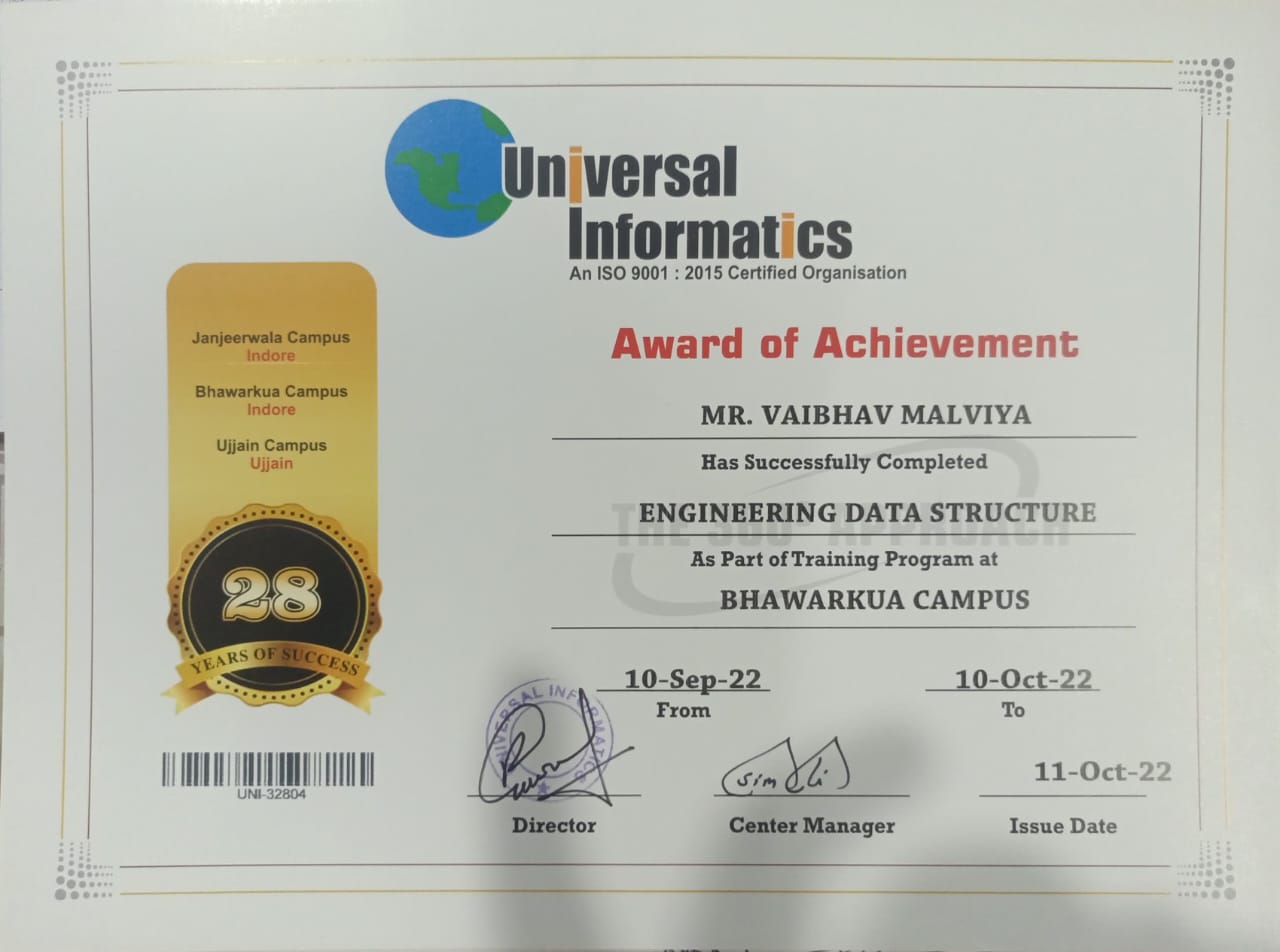 Universal
Informatics
An ISO 9001 : 2015 Certified Organisation
Janjeerwala Campus
Indore
Bhawarkua Campus
Indore
Ujjain Campus
Ujjain
28
YEARS OF SUCCESS
UNI-32804
Award of Achievement
MR. VAIBHAV MALVIYA
Has Successfully Completed
THE 360° APPROACH
ENGINEERING DATA STRUCTURE
As Part of Training Program at
BHAWARKUA CAMPUS
10-Sep-22
From
10-Oct-22
To
UNIVERSAL INFORMATICS
Director
Center Manager
11-Oct-22
Issue Date